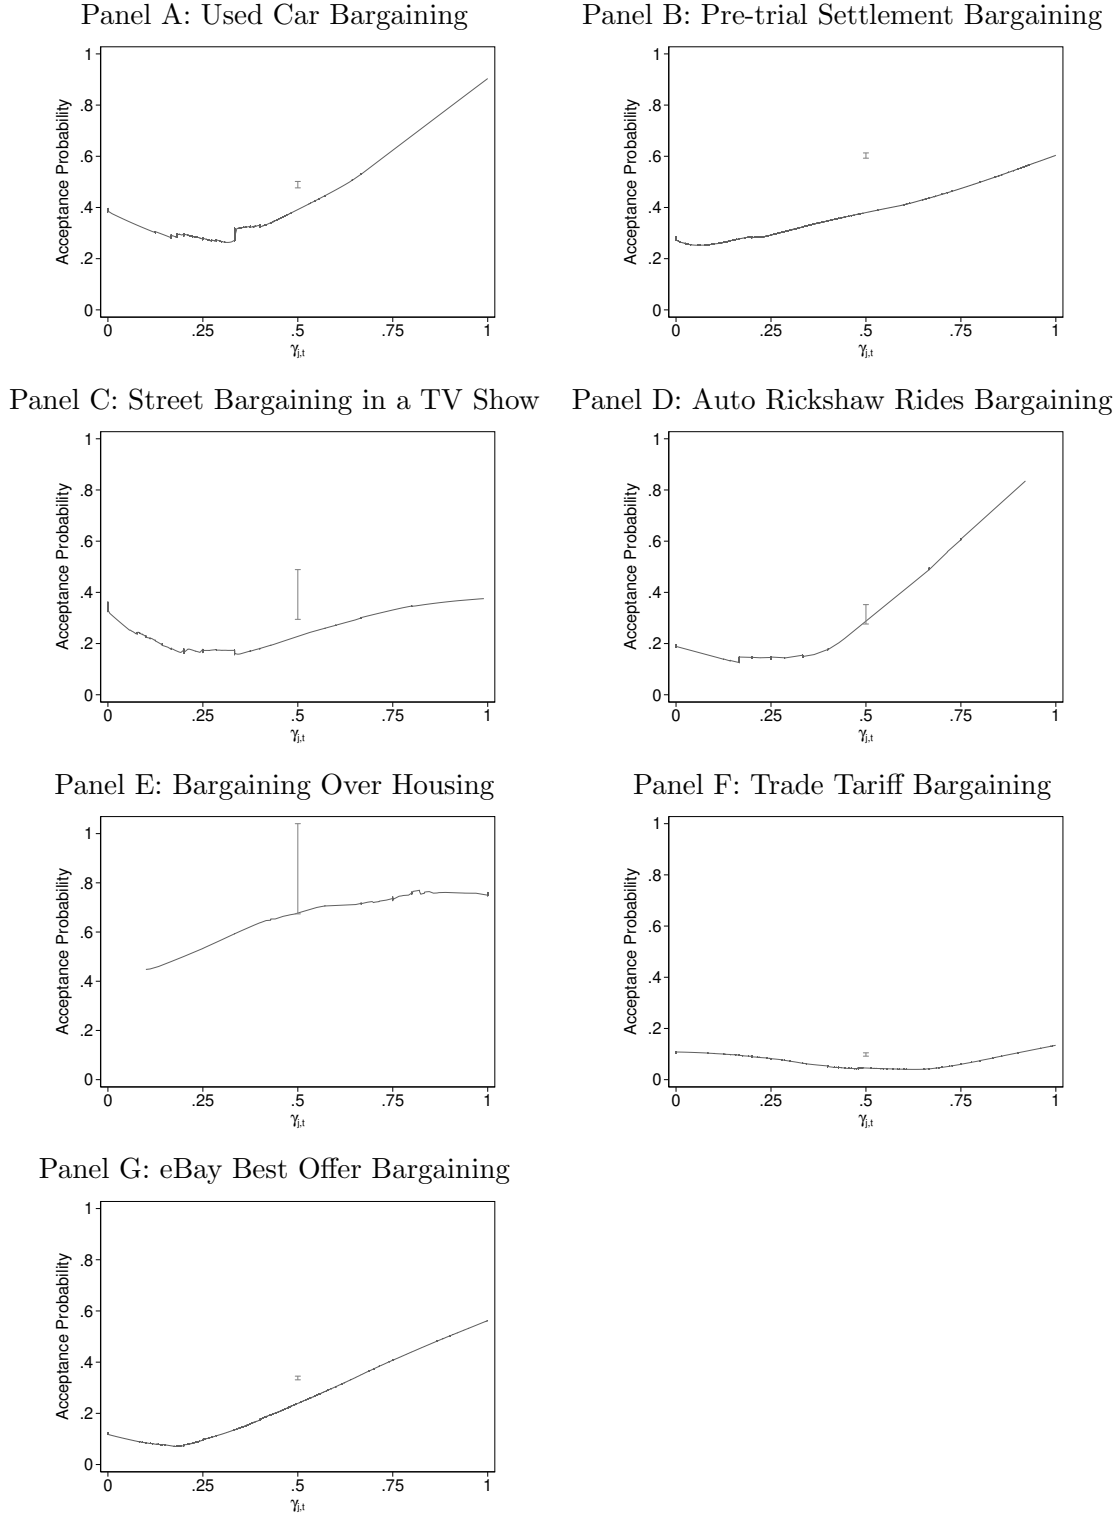 Panel A: Used Car Bargaining
Acceptance Probability
1
.8
.6
.4
.2
0
0 .25 .5 .75 1
γj,t
Panel B: Pre-trial Settlement Bargaining
Acceptance Probability
1
.8
.6
.4
.2
0
0 .25 .5 .75 1
γj,t
Panel C: Street Bargaining in a TV Show
Acceptance Probability
1
.8
.6
.4
.2
0
0 .25 .5 .75 1
γj,t
Panel D: Auto Rickshaw Rides Bargaining
Acceptance Probability
1
.8
.6
.4
.2
0
0 .25 .5 .75 1
γj,t
Panel E: Bargaining Over Housing
Acceptance Probability
1
.8
.6
.4
.2
0
0 .25 .5 .75 1
γj,t
Panel F: Trade Tariff Bargaining
Acceptance Probability
1
.8
.6
.4
.2
0
0 .25 .5 .75 1
γj,t
Panel G: eBay Best Offer Bargaining
Acceptance Probability
1
.8
.6
.4
.2
0
0 .25 .5 .75 1
γj,t